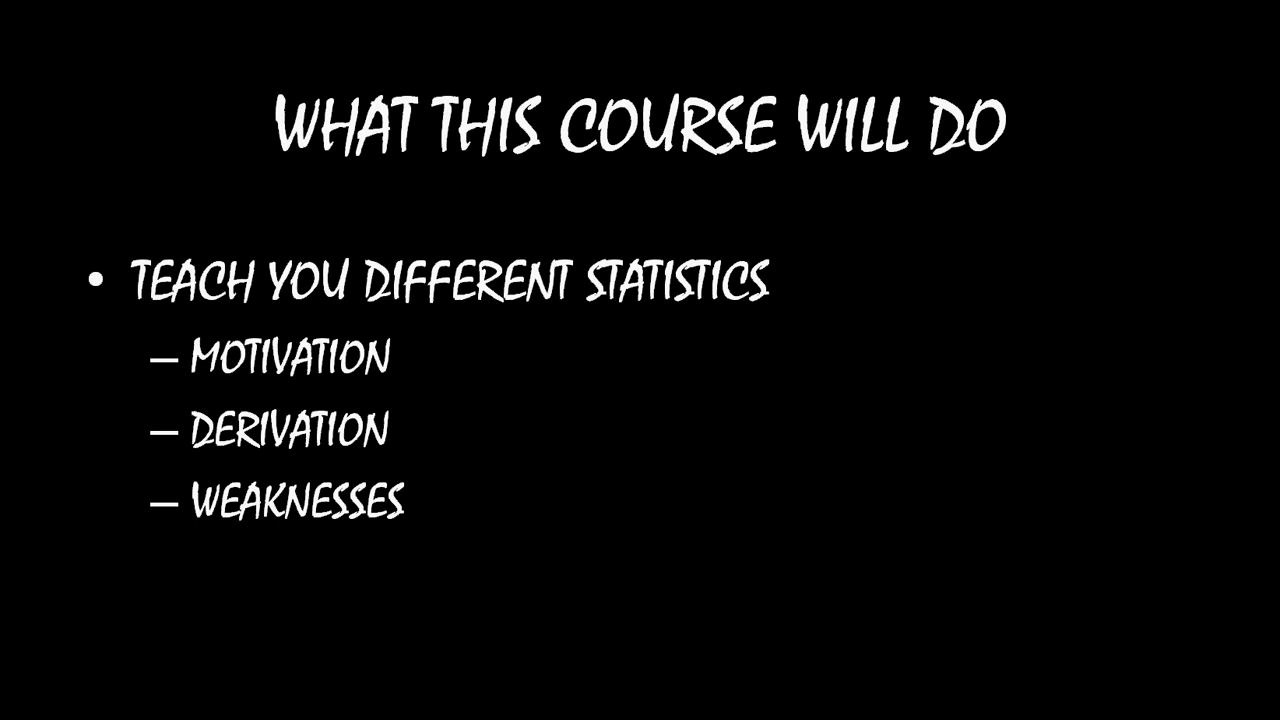 WHAT THIS COURSE WILL DO
• TEACH YOU DIFFERENT STATISTICS
– MOTIVATION
– DERIVATION
– WEAKNESSES